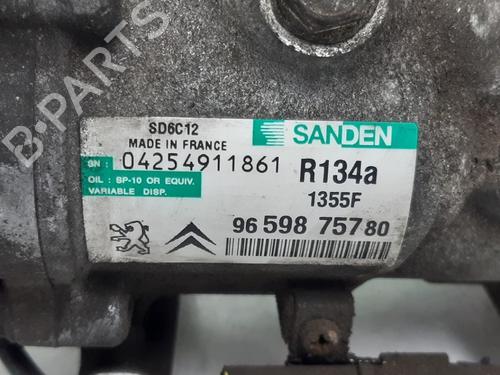 SD6C12
MADE IN FRANCE
SANDEN
SN : 04254911861
R134a
OIL : SP-10 OR EQUIV.
VARIABLE DISP.
1355F
96 598 757 80
B-PARTS